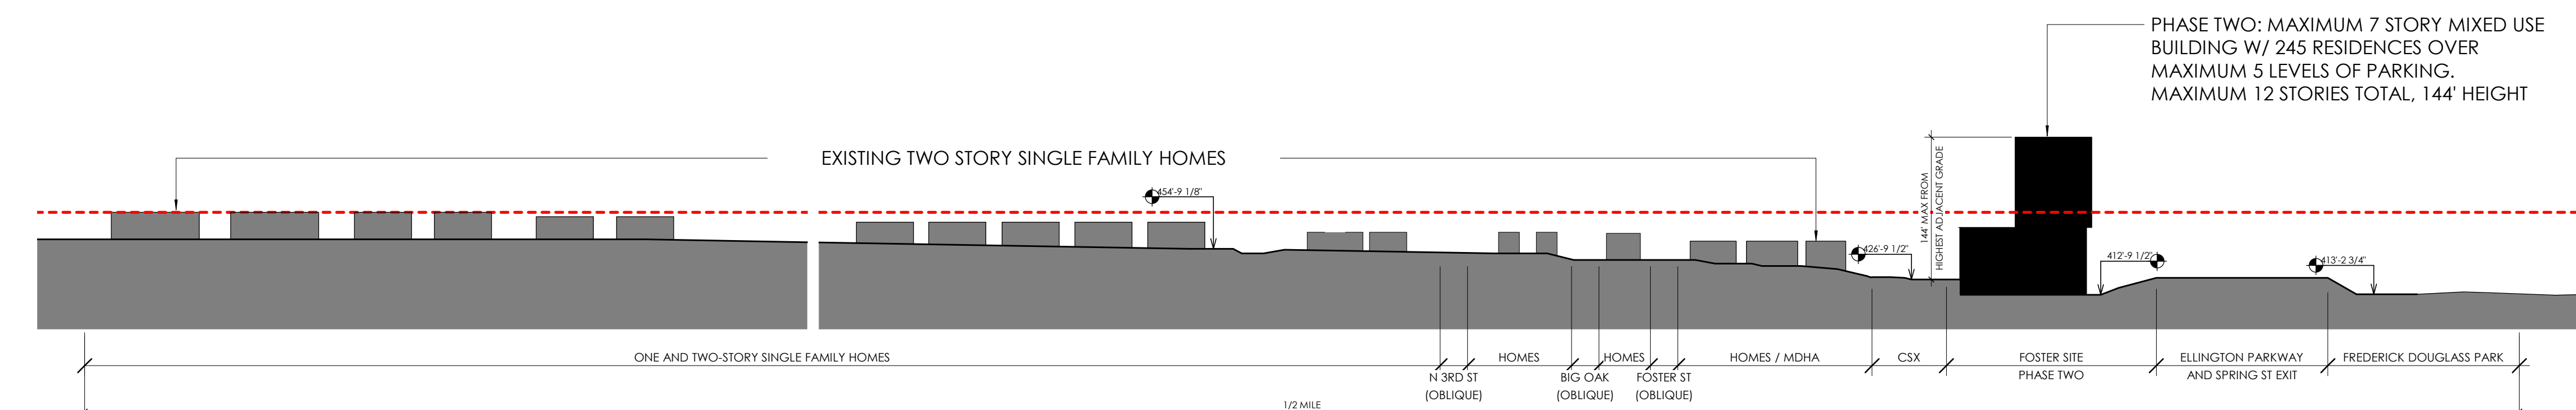 PHASE TWO: MAXIMUM 7 STORY MIXED USE
BUILDING W/ 245 RESIDENCES OVER
MAXIMUM 5 LEVELS OF PARKING.
MAXIMUM 12 STORIES TOTAL, 144' HEIGHT
EXISTING TWO STORY SINGLE FAMILY HOMES
454'-9 1/8"
144' MAX FROM
HIGHEST ADJACENT GRADE
426'-9 1/2"
412'-9 1/2"
413'-2 3/4"
ONE AND TWO-STORY SINGLE FAMILY HOMES
N 3RD ST
(OBLIQUE)
HOMES
BIG OAK
(OBLIQUE)
HOMES
FOSTER ST
(OBLIQUE)
HOMES / MDHA
CSX
FOSTER SITE
PHASE TWO
ELLINGTON PARKWAY
AND SPRING ST EXIT
FREDERICK DOUGLASS PARK
1/2 MILE